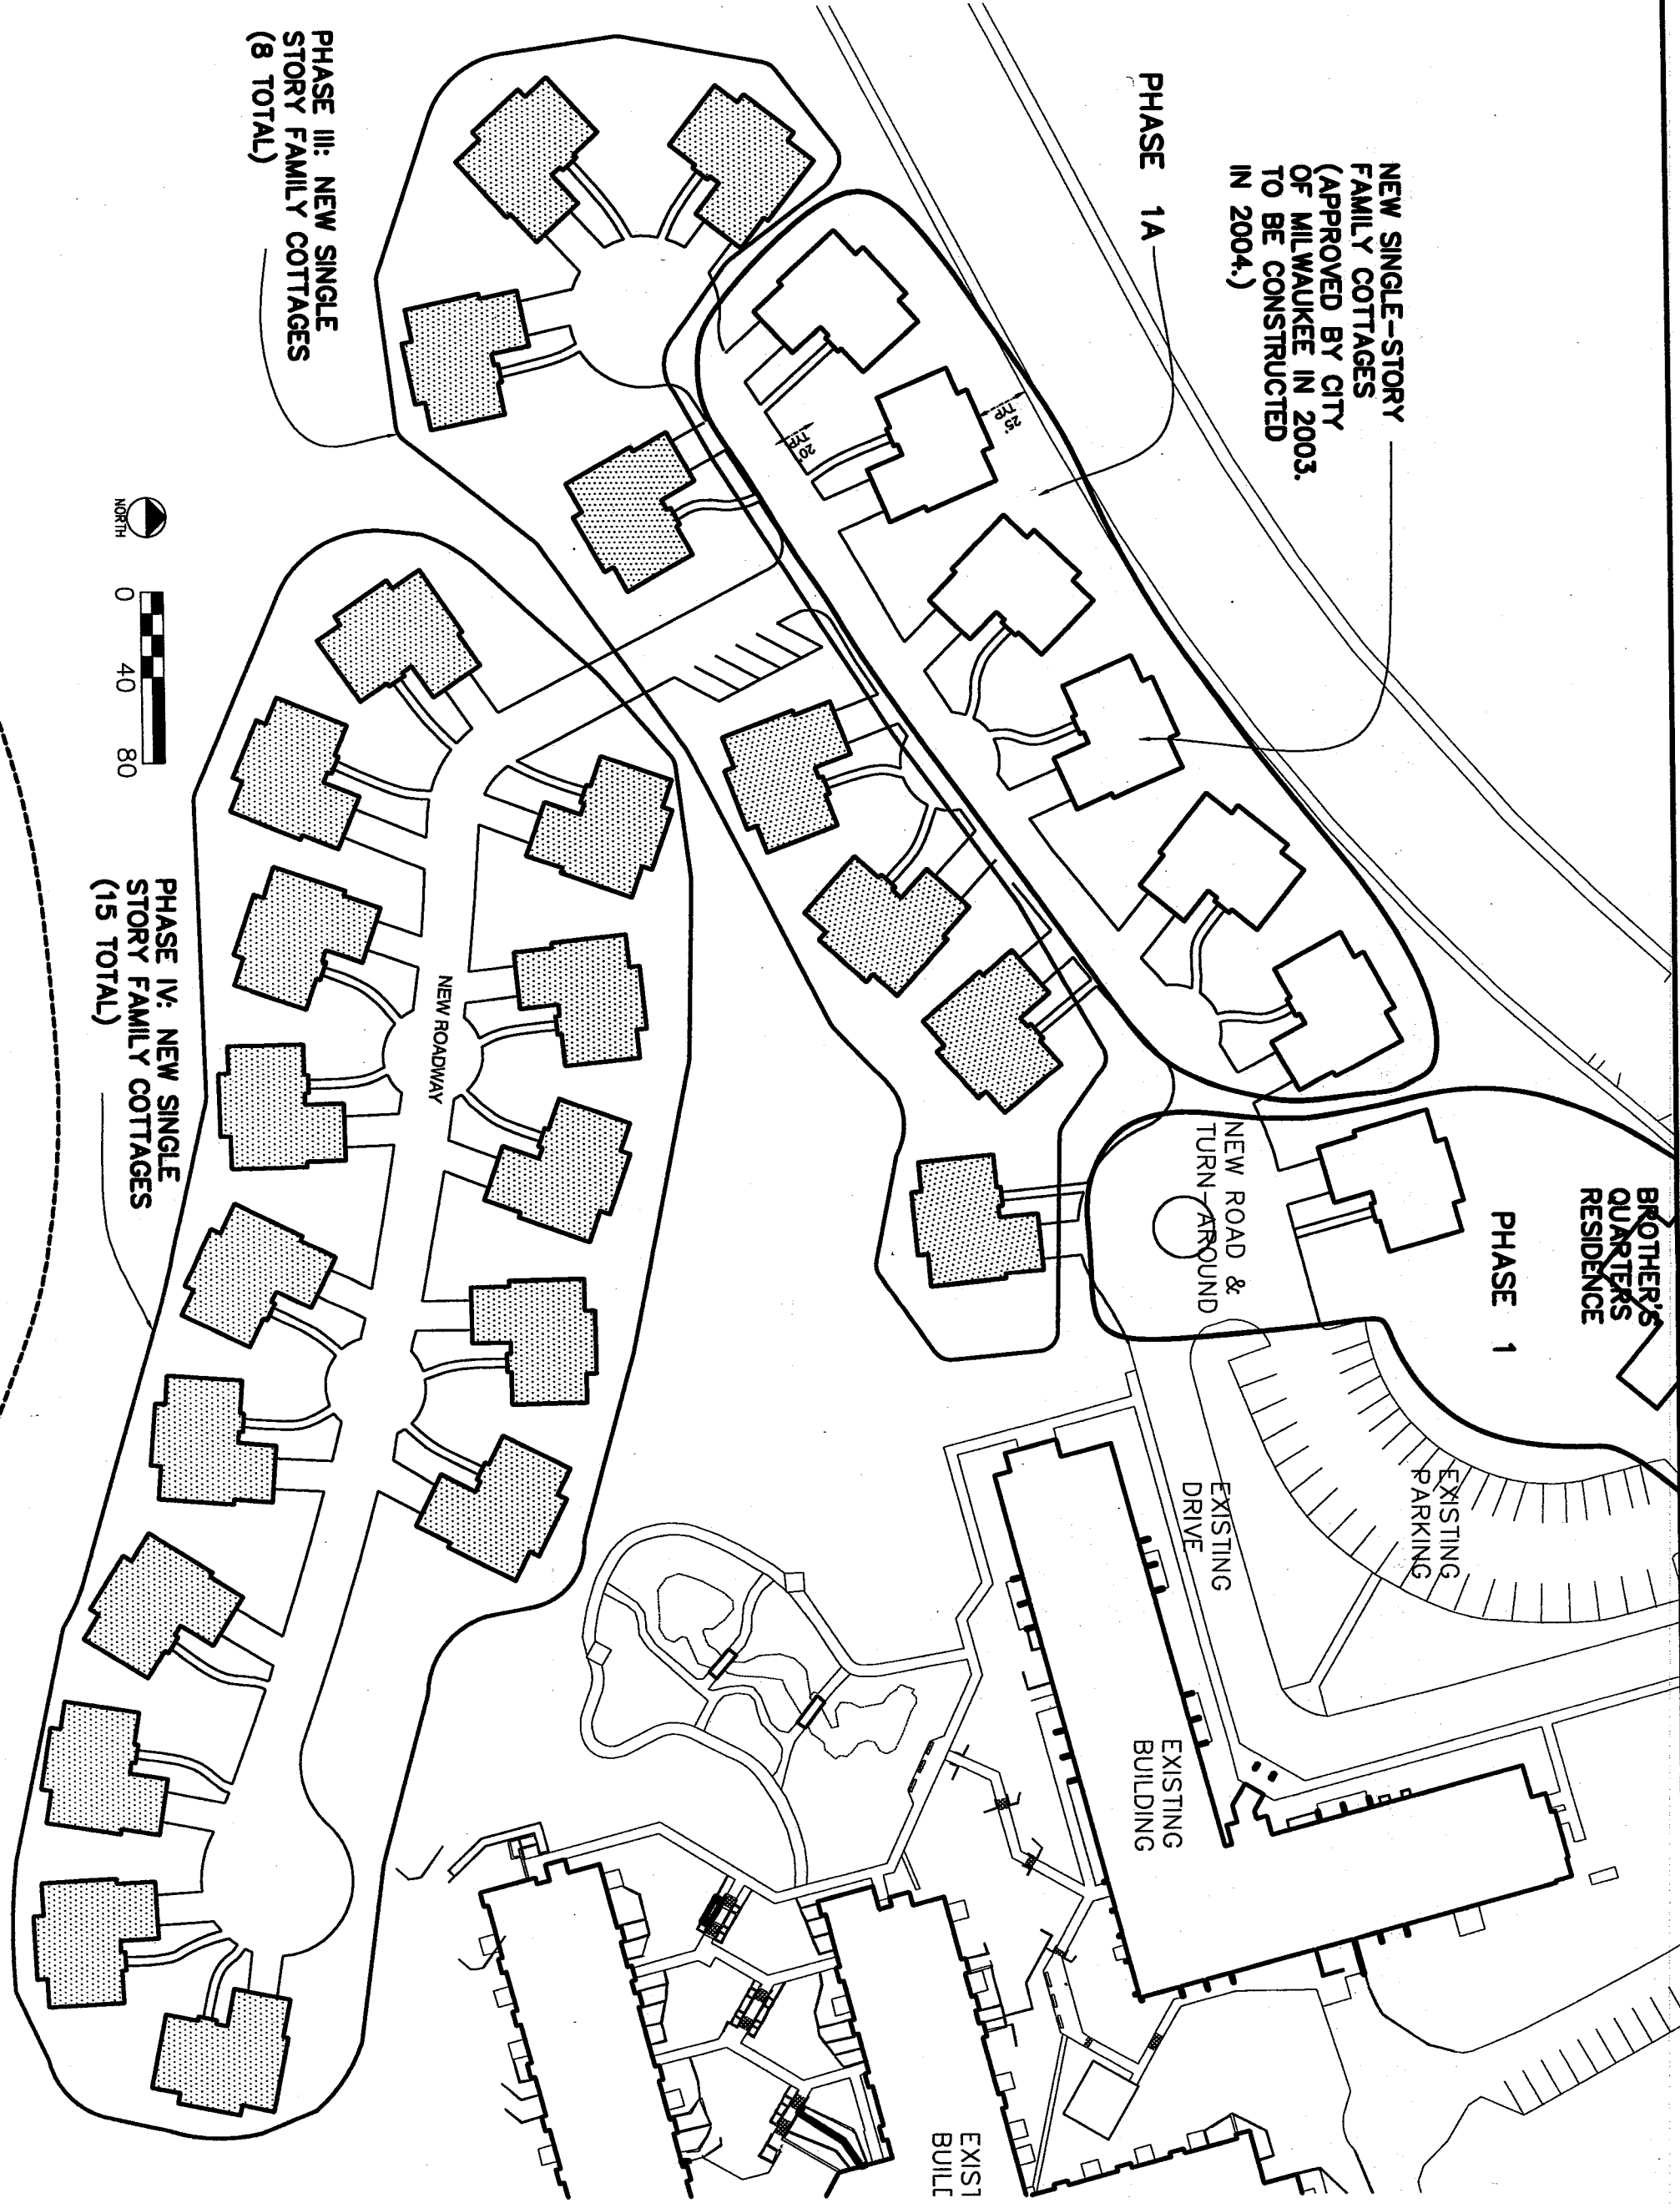 NEW SINGLE-STORY
FAMILY COTTAGES
(APPROVED BY CITY
OF MILWAUKEE IN 2003.
TO BE CONSTRUCTED
IN 2004.)
PHASE 1A
PHASE III: NEW SINGLE
STORY FAMILY COTTAGES
(8 TOTAL)
25'
TYP.
20'
TYP.
NORTH
0 40 80
PHASE IV: NEW SINGLE
STORY FAMILY COTTAGES
(15 TOTAL)
NEW ROADWAY
BROTHER'S
QUARTERS
RESIDENCE
PHASE 1
NEW ROAD &
TURN-AROUND
EXISTING
PARKING
EXISTING
DRIVE
EXISTING
BUILDING
EXIST
BUILD